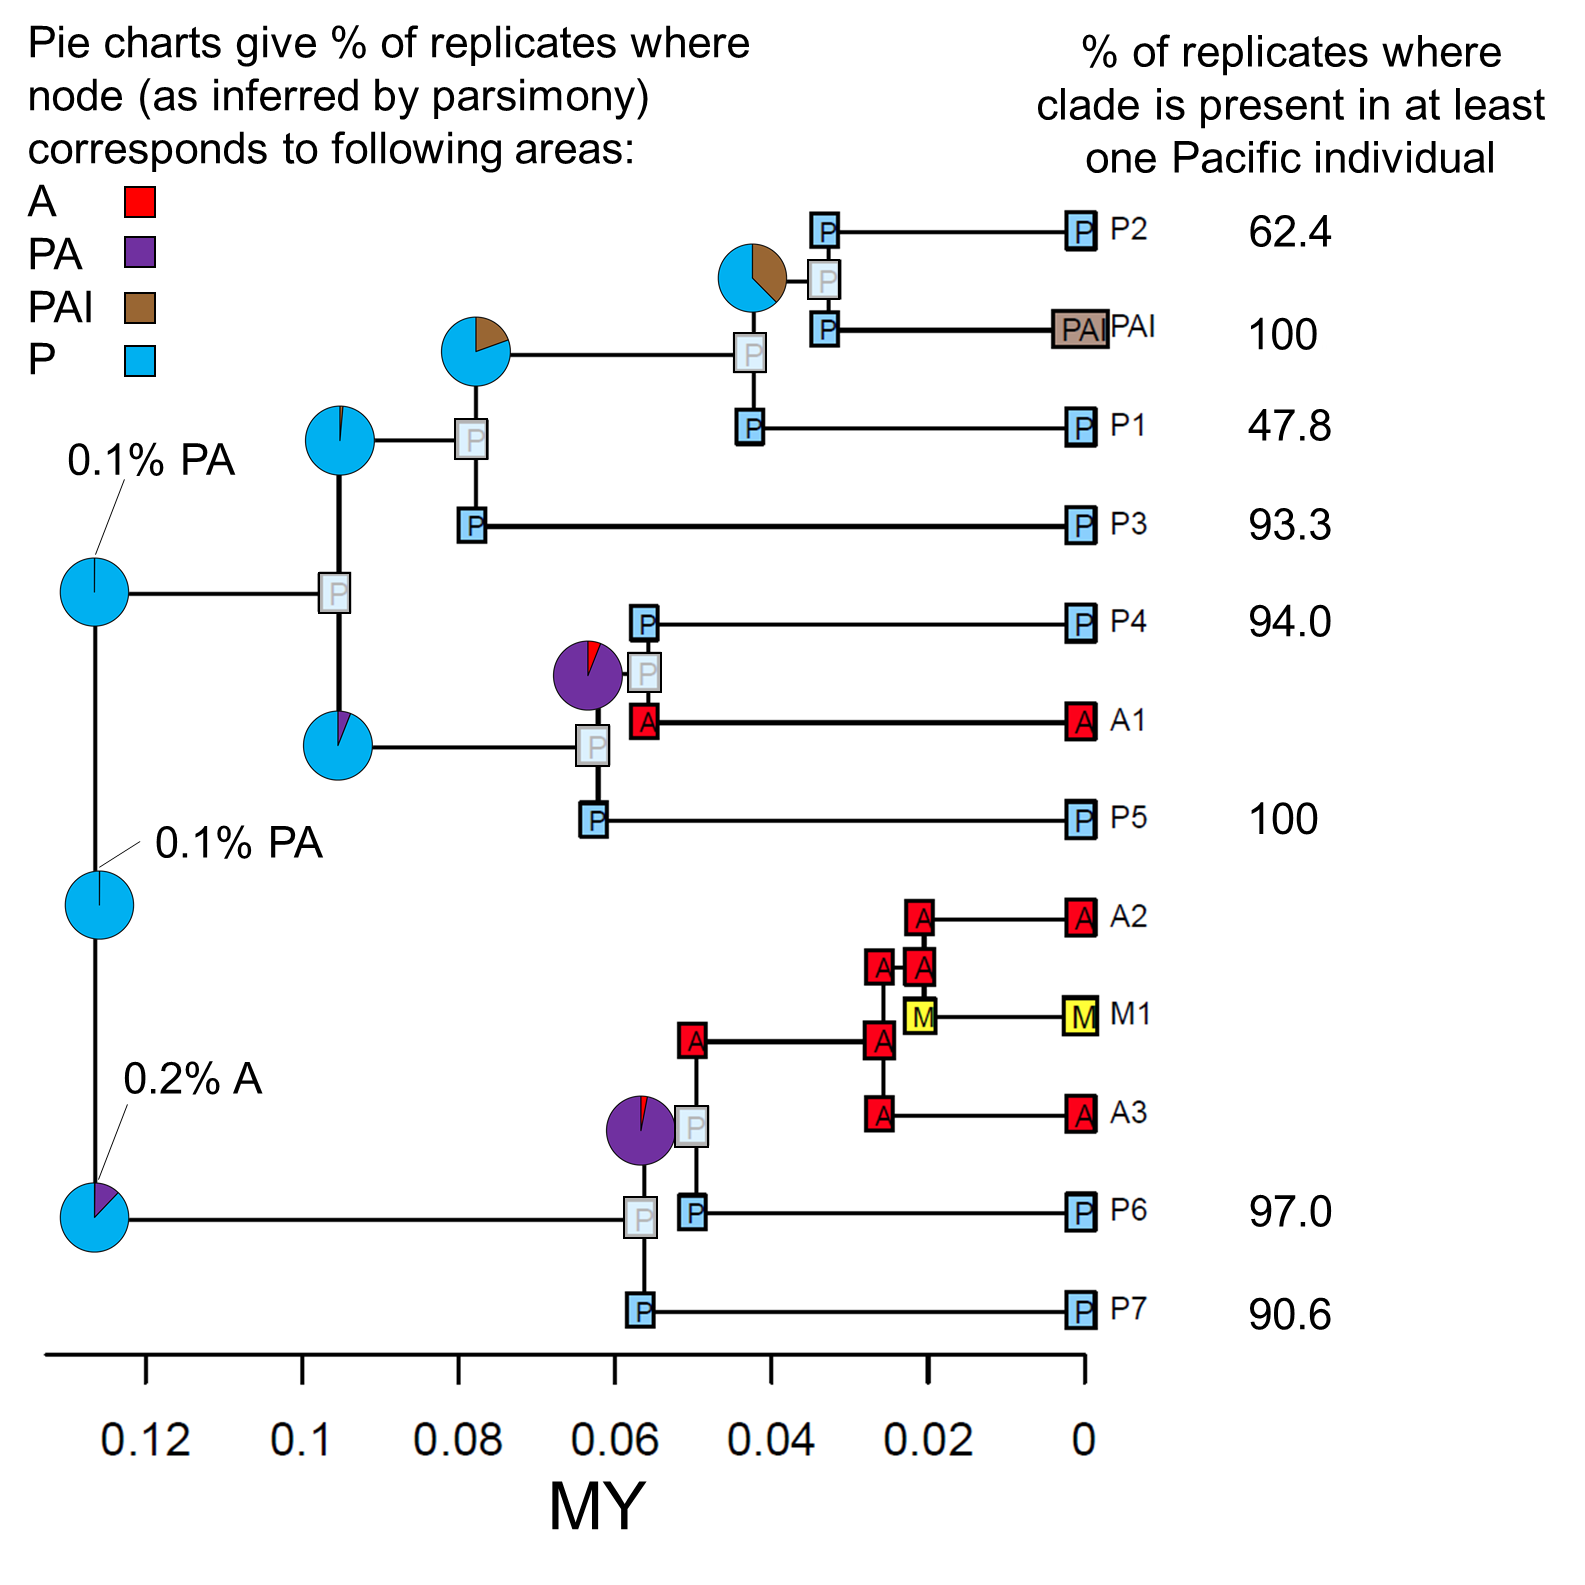 Pie charts give % of replicates where
node (as inferred by parsimony)
corresponds to following areas:
A
PA
PAI
P
% of replicates where
clade is present in at least
one Pacific individual
P P P2 62.4
P
P PAI PAI 100
P
P P P1 47.8
P
P P P3 93.3
0.1% PA
P
P P P4 94.0
P
A A A1
P
P P P5 100
0.1% PA
A A A2
A A
M M M1
A A
A A A3
0.2% A
P
P P P6 97.0
P
P P P7 90.6
0.12 0.1 0.08 0.06 0.04 0.02 0
MY